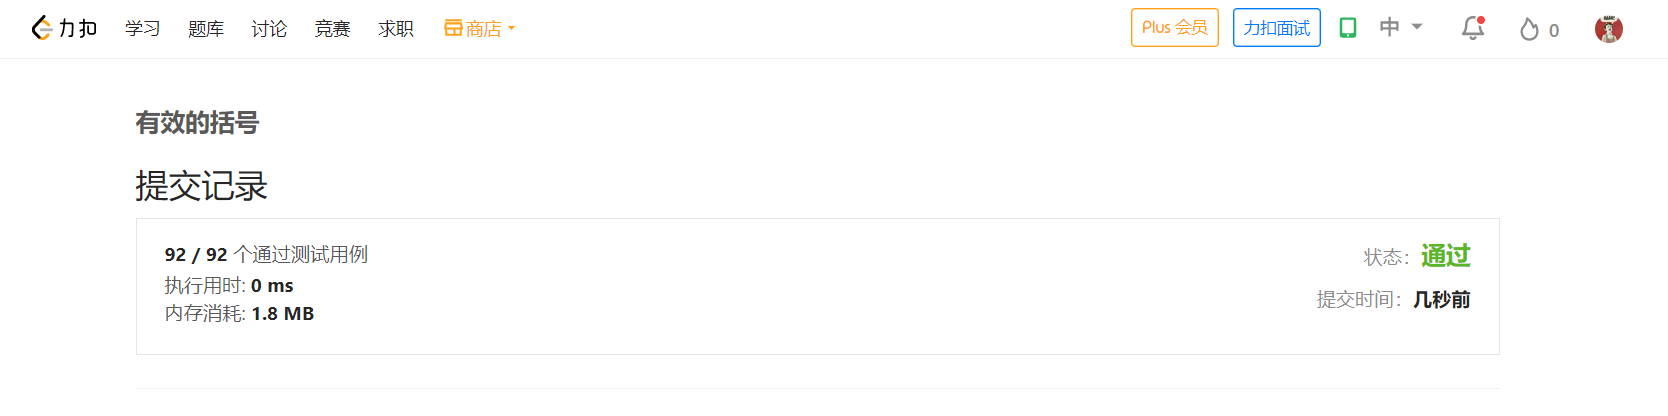 力扣 学习 题库 讨论 竞赛 求职 商店 Plus 会员 力扣面试 中 0
有效的括号
提交记录
92 / 92 个通过测试用例 状态：通过
执行用时: 0 ms 提交时间：几秒前
内存消耗: 1.8 MB